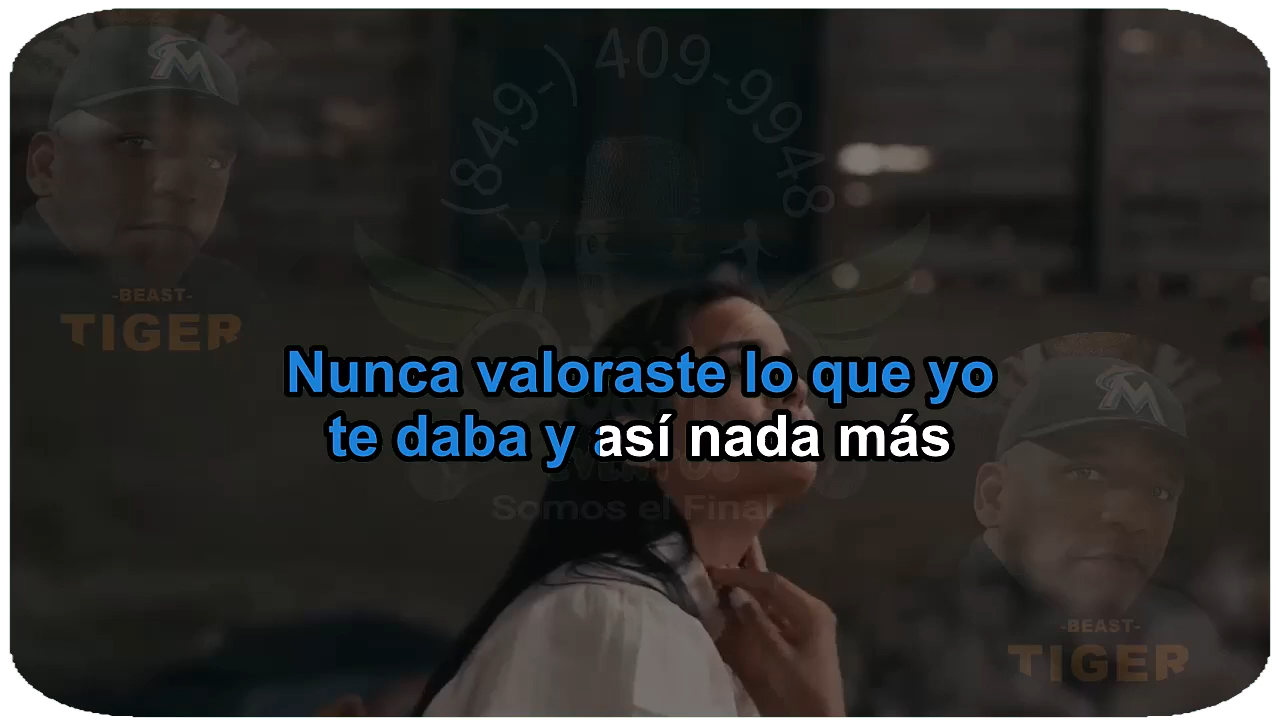 (849-) 409-9948
M
-BEAST-
TIGER
Nunca valoraste lo que yo
te daba y así nada más
Somos el Final
M
-BEAST-
TIGER